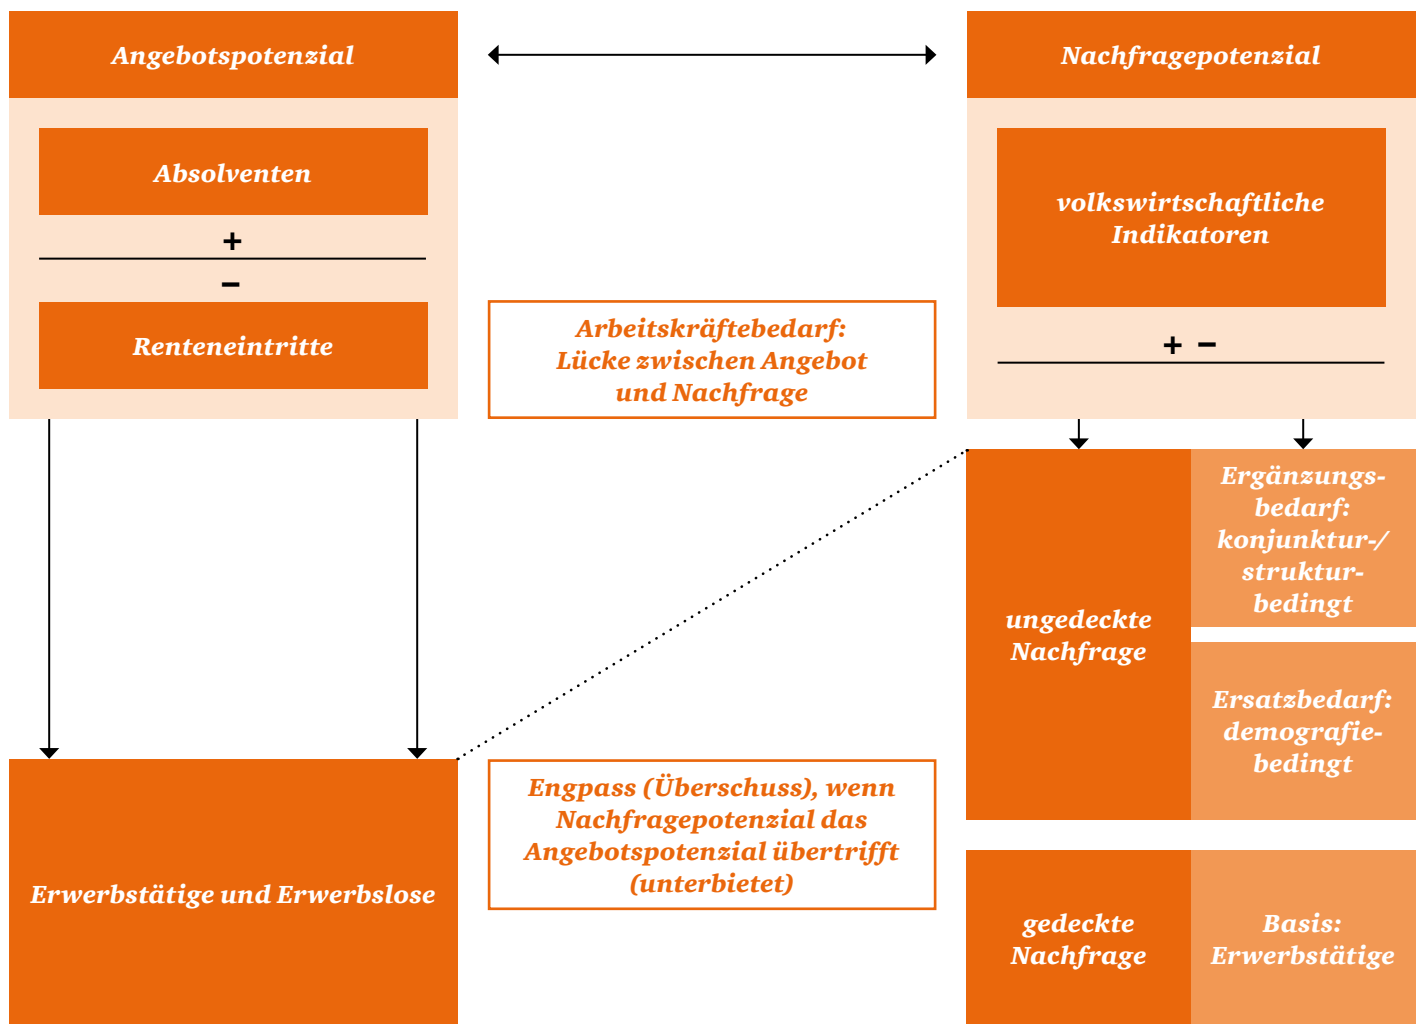 Angebotspotenzial
Absolventen
+
–
Renteneintritte
Erwerbstätige und Erwerbslose
Arbeitskräftebedarf:
Lücke zwischen Angebot
und Nachfrage
Engpass (Überschuss), wenn
Nachfragepotenzial das
Angebotspotenzial übertrifft
(unterbietet)
Nachfragepotenzial
volkswirtschaftliche
Indikatoren
+ –
ungedeckte
Nachfrage
Ergänzungs-
bedarf:
konjunktur-/
struktur-
bedingt
Ersatzbedarf:
demografie-
bedingt
gedeckte
Nachfrage
Basis:
Erwerbstätige